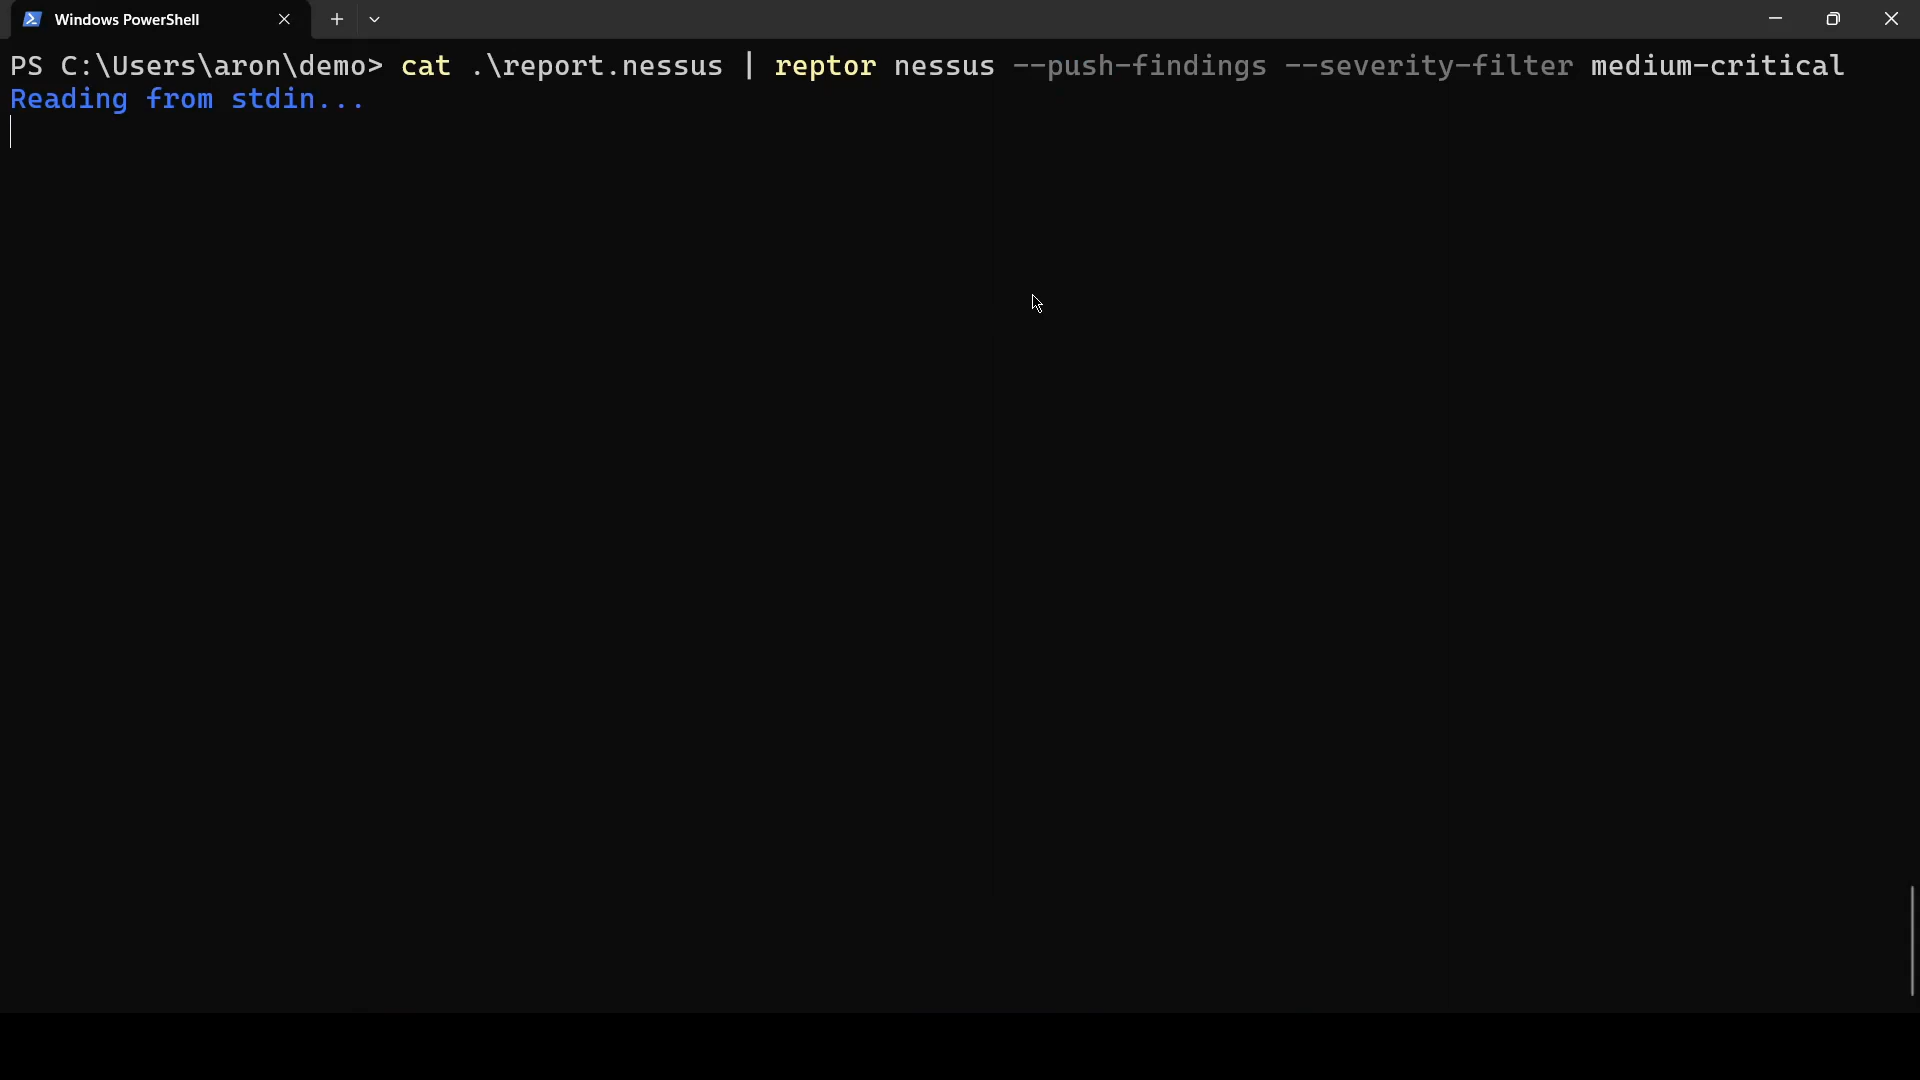 Windows PowerShell
PS C:\Users\aron\demo> cat .\report.nessus | reptor nessus --push-findings --severity-filter medium-critical
Reading from stdin...